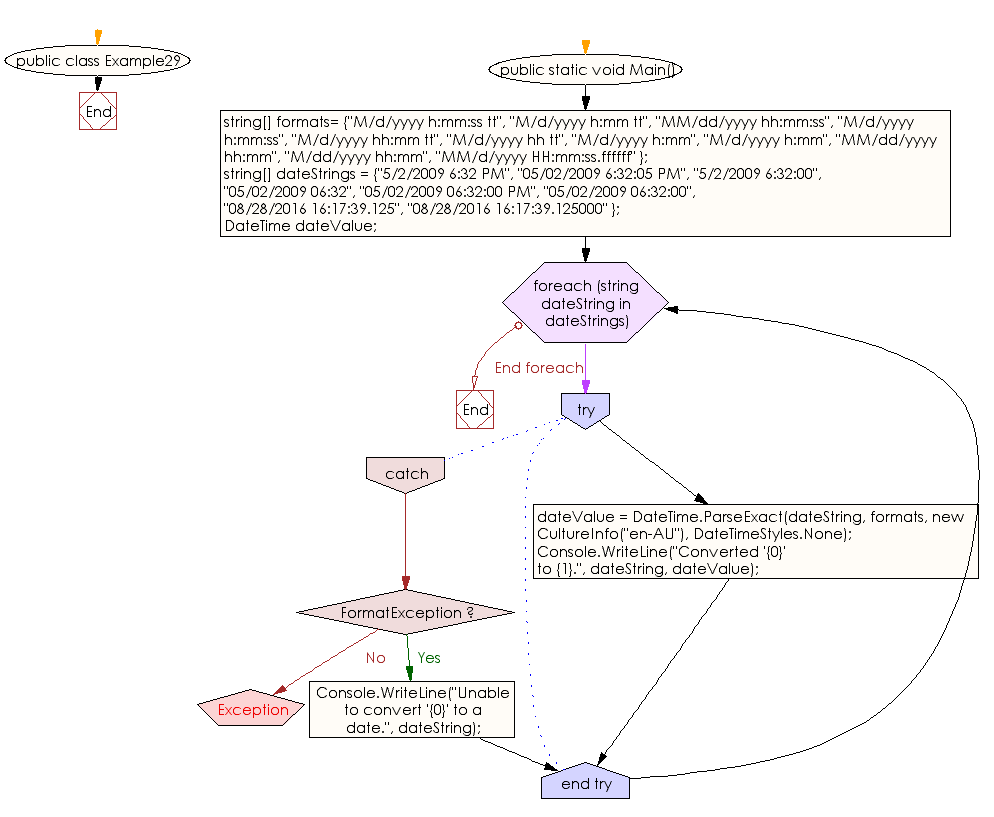 public class Example29
End
public static void Main()
string[] formats= {"M/d/yyyy h:mm:ss tt", "M/d/yyyy h:mm tt", "MM/dd/yyyy hh:mm:ss", "M/d/yyyy
h:mm:ss", "M/d/yyyy hh:mm tt", "M/d/yyyy hh tt", "M/d/yyyy h:mm", "M/d/yyyy h:mm", "MM/dd/yyyy
hh:mm", "M/dd/yyyy hh:mm", "MM/d/yyyy HH:mm:ss.ffffff" };
string[] dateStrings = {"5/2/2009 6:32 PM", "05/02/2009 6:32:05 PM", "5/2/2009 6:32:00",
"05/02/2009 06:32", "05/02/2009 06:32:00 PM", "05/02/2009 06:32:00",
"08/28/2016 16:17:39.125", "08/28/2016 16:17:39.125000" };
DateTime dateValue;
foreach (string
dateString in
dateStrings)
End foreach
End
try
catch
dateValue = DateTime.ParseExact(dateString, formats, new
CultureInfo("en-AU"), DateTimeStyles.None);
Console.WriteLine("Converted '{0}'
to {1}.", dateString, dateValue);
FormatException ?
No
Yes
Exception
Console.WriteLine("Unable
to convert '{0}' to a
date.", dateString);
end try